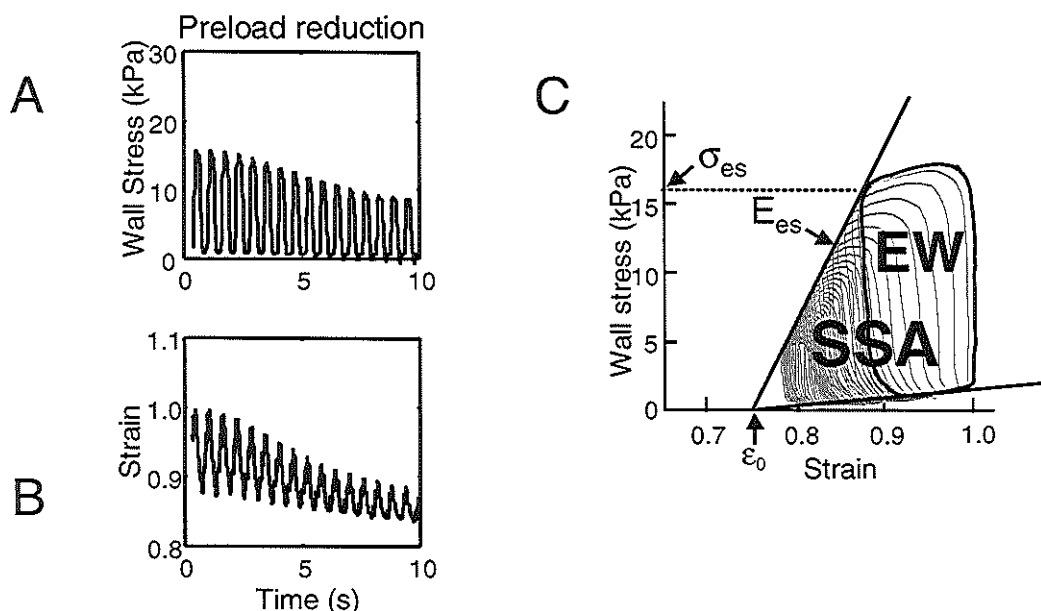 A
Preload reduction
Wall Stress (kPa)
30
20
10
0
0
5
10
B
Strain
1.1
1.0
0.9
0.8
0
5
10
Time (s)
C
Wall stress (kPa)
20
15
10
5
0
σes
Ees
EW
SSA
0.7
0.8
0.9
1.0
ε0
Strain